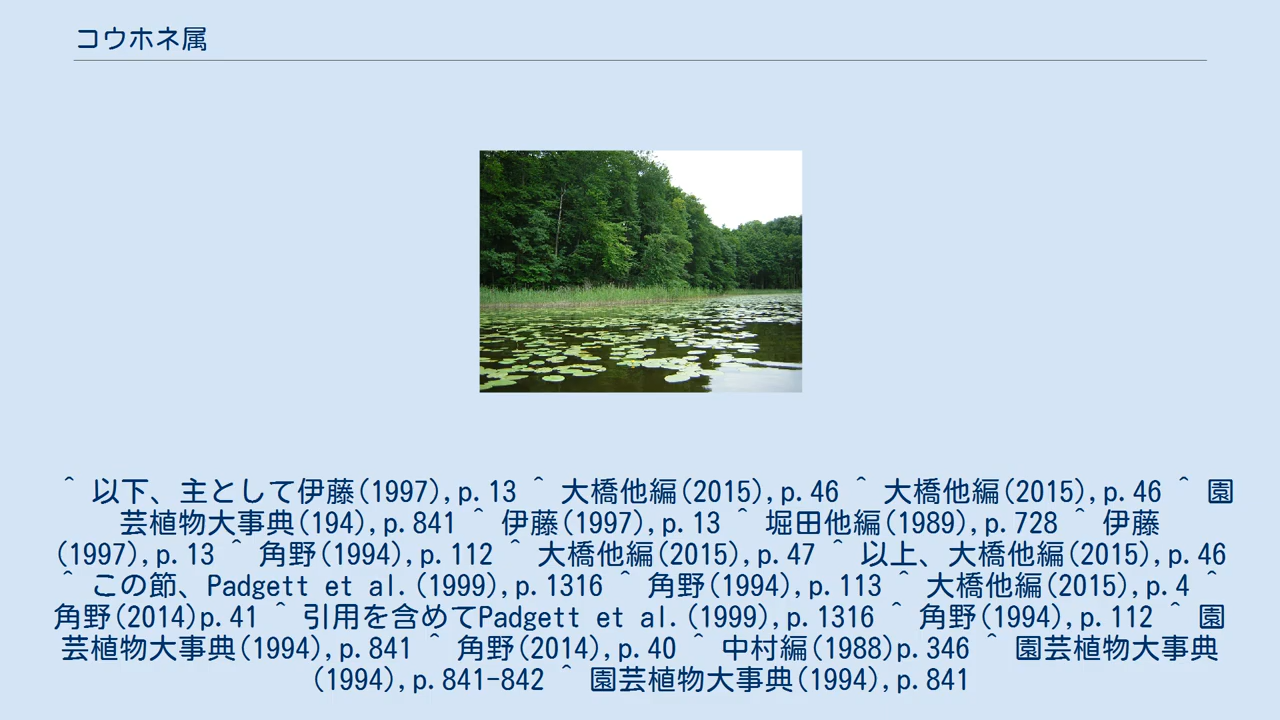 コウホネ属
^ 以下、主として伊藤(1997),p.13 ^ 大橋他編(2015),p.46 ^ 大橋他編(2015),p.46 ^ 園
芸植物大事典(194),p.841 ^ 伊藤(1997),p.13 ^ 堀田他編(1989),p.728 ^ 伊藤
(1997),p.13 ^ 角野(1994),p.112 ^ 大橋他編(2015),p.47 ^ 以上、大橋他編(2015),p.46
^ この節、Padgett et al.(1999),p.1316 ^ 角野(1994),p.113 ^ 大橋他編(2015),p.4 ^
角野(2014)p.41 ^ 引用を含めてPadgett et al.(1999),p.1316 ^ 角野(1994),p.112 ^ 園
芸植物大事典(1994),p.841 ^ 角野(2014),p.40 ^ 中村編(1988)p.346 ^ 園芸植物大事典
(1994),p.841-842 ^ 園芸植物大事典(1994),p.841